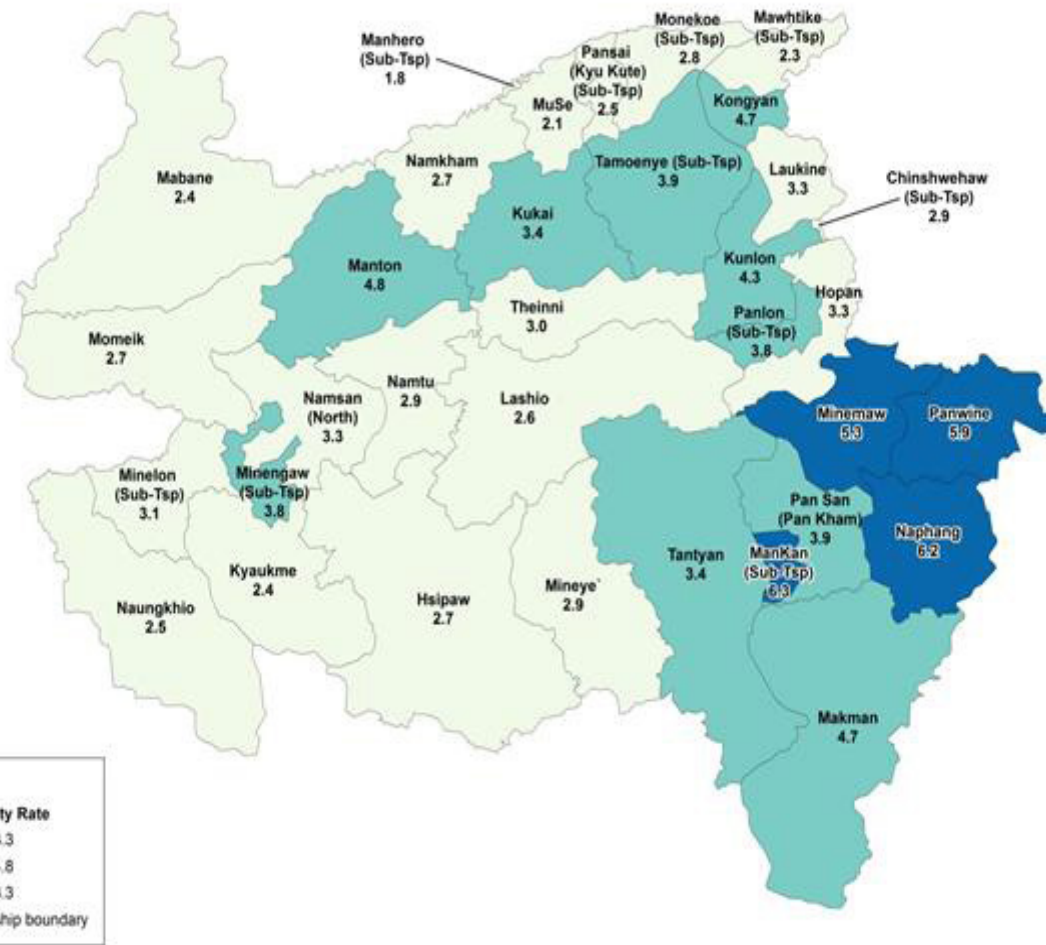 Manhero
(Sub-Tsp)
1.8
Pansai
(Kyu Kute)
(Sub-Tsp)
2.5
Monekoe
(Sub-Tsp)
2.8
Mawhtike
(Sub-Tsp)
2.3
MuSe
2.1
Kongyan
4.7
Mabane
2.4
Namkham
2.7
Tamoenye (Sub-Tsp)
3.9
Laukine
3.3
Chinshwehaw
(Sub-Tsp)
2.9
Kukai
3.4
Manton
4.8
Kunlon
4.3
Hopan
3.3
Theinni
3.0
Panlon
(Sub-Tsp)
3.8
Momeik
2.7
Namtu
2.9
Namsan
(North)
3.3
Lashio
2.6
Minemaw
5.3
Panwine
5.9
Minelon
(Sub-Tsp)
3.1
Minengaw
(Sub-Tsp)
3.8
Pan San
(Pan Kham)
3.9
Naphang
6.2
Tantyan
3.4
ManKan
(Sub-Tsp)
6.3
Kyaukme
2.4
Mineye`
2.9
Hsipaw
2.7
Naungkhio
2.5
Makman
4.7
ty Rate
.3
.8
.3
ship boundary